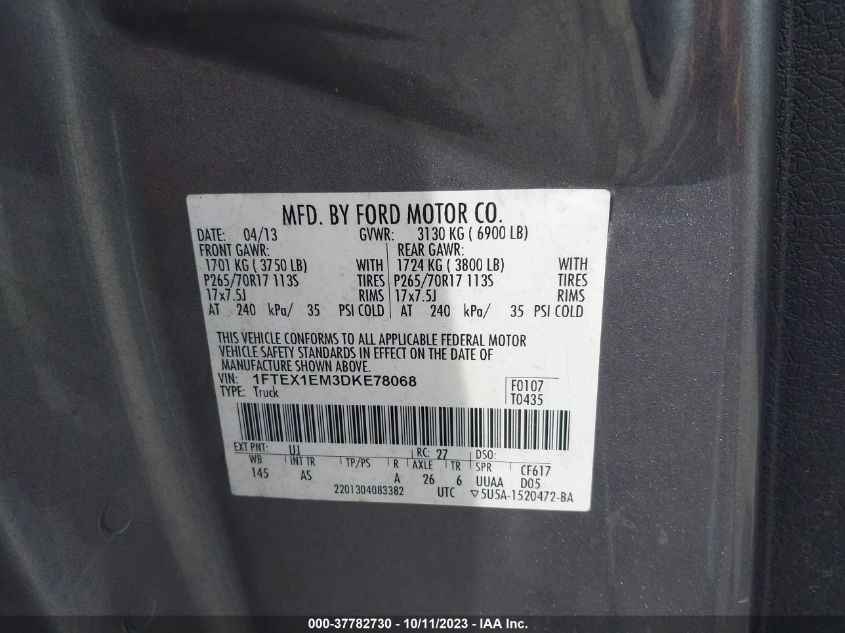 MFD. BY FORD MOTOR CO.
DATE: 04/13 GVWR: 3130 KG ( 6900 LB)
FRONT GAWR: REAR GAWR:
1701 KG ( 3750 LB) WITH 1724 KG ( 3800 LB) WITH
P265/70R17 113S TIRES P265/70R17 113S TIRES
17x7.5J RIMS 17x7.5J RIMS
AT 240 kPa/ 35 PSI COLD AT 240 kPa/ 35 PSI COLD
THIS VEHICLE CONFORMS TO ALL APPLICABLE FEDERAL MOTOR
VEHICLE SAFETY STANDARDS IN EFFECT ON THE DATE OF
MANUFACTURE SHOWN ABOVE.
VIN: 1FTEX1EM3DKE78068 F0107
TYPE: Truck T0435
EXT PNT: UJ RC: 27 DSO:
WB INT TR TP/PS R AXLE TR SPR CF617
145 AS A 26 6 UUAA D05
2201304083382 UTC ▽5U5A-1520472-BA
000-37782730 - 10/11/2023 - IAA Inc.